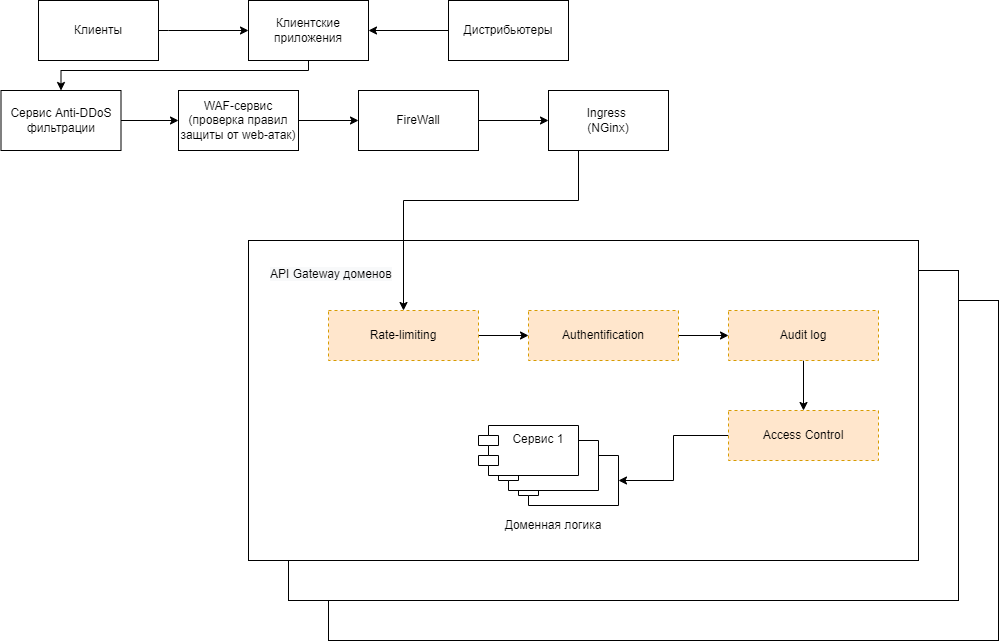 Клиенты
Клиентские
приложения
Дистрибьютеры
Сервис Anti-DDoS
фильтрации
WAF-сервис
(проверка правил
защиты от web-атак)
FireWall
Ingress
(NGinx)
API Gateway доменов
Rate-limiting
Authentification
Audit log
Access Control
Сервис 1
Доменная логика